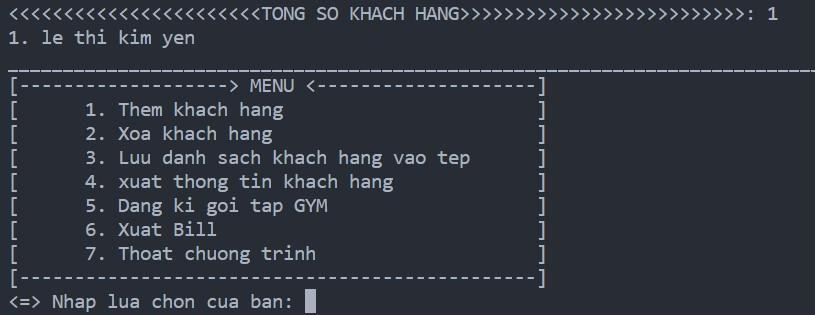 <<<<<<<<<<<<<<<<<<<<<<<TONG SO KHACH HANG>>>>>>>>>>>>>>>>>>>>>>>>>>: 1
1. le thi kim yen
___________________________________________________________________________
[-------------------> MENU <--------------------]
[      1. Them khach hang                       ]
[      2. Xoa khach hang                        ]
[      3. Luu danh sach khach hang vao tep      ]
[      4. xuat thong tin khach hang             ]
[      5. Dang ki goi tap GYM                   ]
[      6. Xuat Bill                             ]
[      7. Thoat chuong trinh                    ]
[-----------------------------------------------]
<=> Nhap lua chon cua ban: